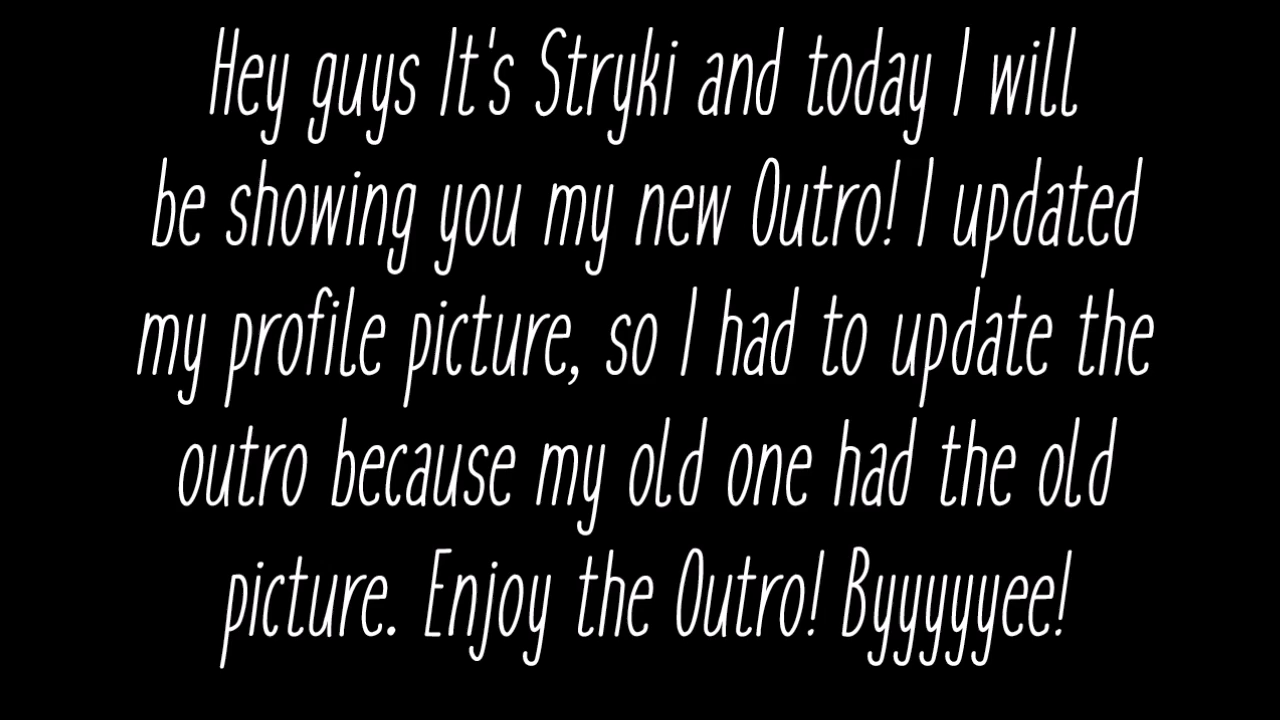 Hey guys It's Stryki and today I will
be showing you my new Outro! I updated
my profile picture, so I had to update the
outro because my old one had the old
picture. Enjoy the Outro! Byyyyyee!